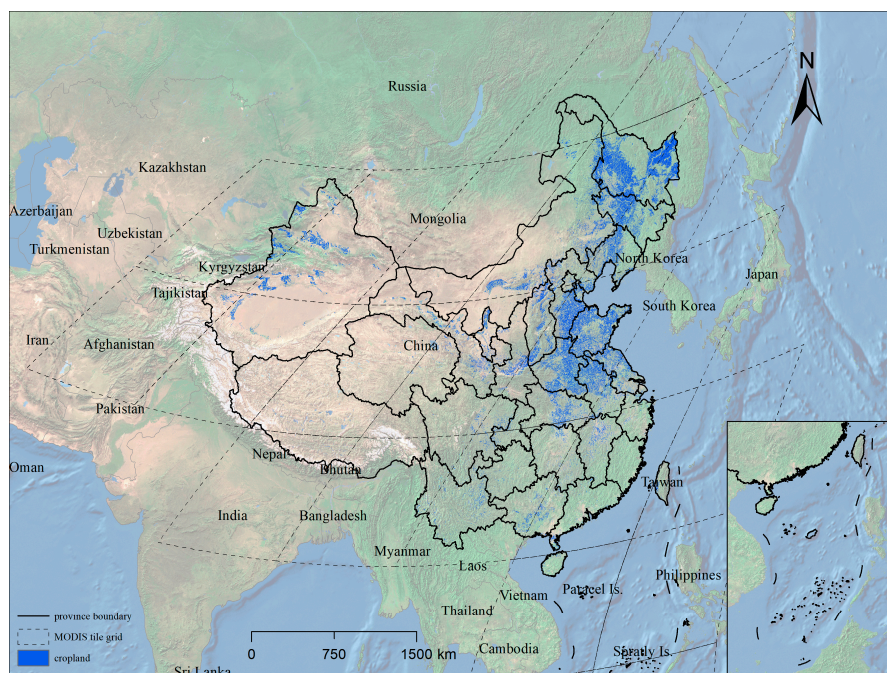 N
Russia
Kazakhstan
Mongolia
Azerbaijan
Uzbekistan
Turkmenistan
Kyrgyzstan
North Korea
Japan
Tajikistan
South Korea
Iran
Afghanistan
China
Pakistan
Nepal
Oman
Bhutan
Taiwan
India
Bangladesh
Myanmar
Laos
Philippines
Vietnam
Paracel Is.
Thailand
Cambodia
Spratly Is.
Sri Lanka
province boundary
MODIS tile grid
cropland
0 750 1500 km